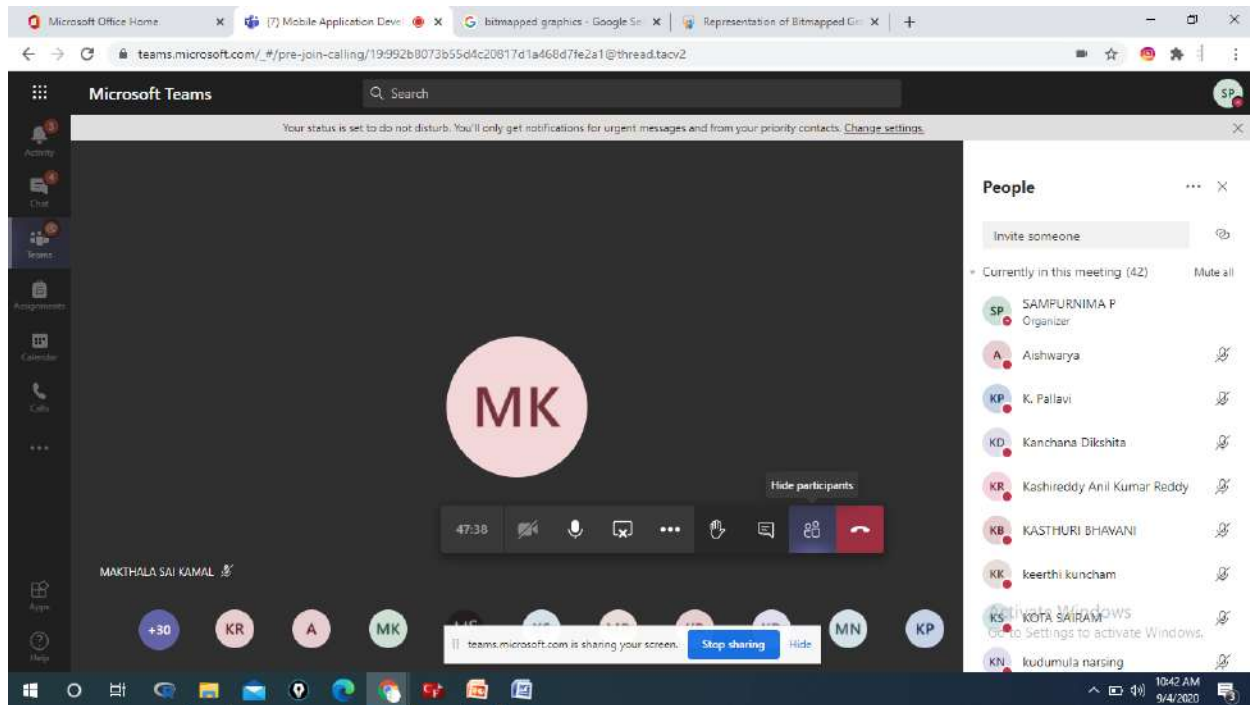 Microsoft Office Home
(7) Mobile Application Devel
bitmapped graphics - Google Se
Representation of Bitmapped Gr
teams.microsoft.com/_#/pre-join-calling/19:992b8073b55d4c20817d1a468d7fe2a1@thread.tacv2
Microsoft Teams
Search
SP
Your status is set to do not disturb. You'll only get notifications for urgent messages and from your priority contacts. Change settings.
Activity
Chat
Teams
Assignments
Calendar
Calls
Apps
Help
MK
Hide participants
47:38
MAKTHALA SAI KAMAL
+30
KR
A
MK
MN
KP
teams.microsoft.com is sharing your screen.
Stop sharing
Hide
People
Invite someone
Currently in this meeting (42)
Mute all
SP SAMPURNIMA P
Organizer
A Aishwarya
KP K. Pallavi
KD Kanchana Dikshita
KR Kashireddy Anil Kumar Reddy
KB KASTHURI BHAVANI
KK keerthi kuncham
Activate Windows
KS KOTA SAIRAM
Go to Settings to activate Windows.
KN kudumula narsing
10:42 AM
9/4/2020